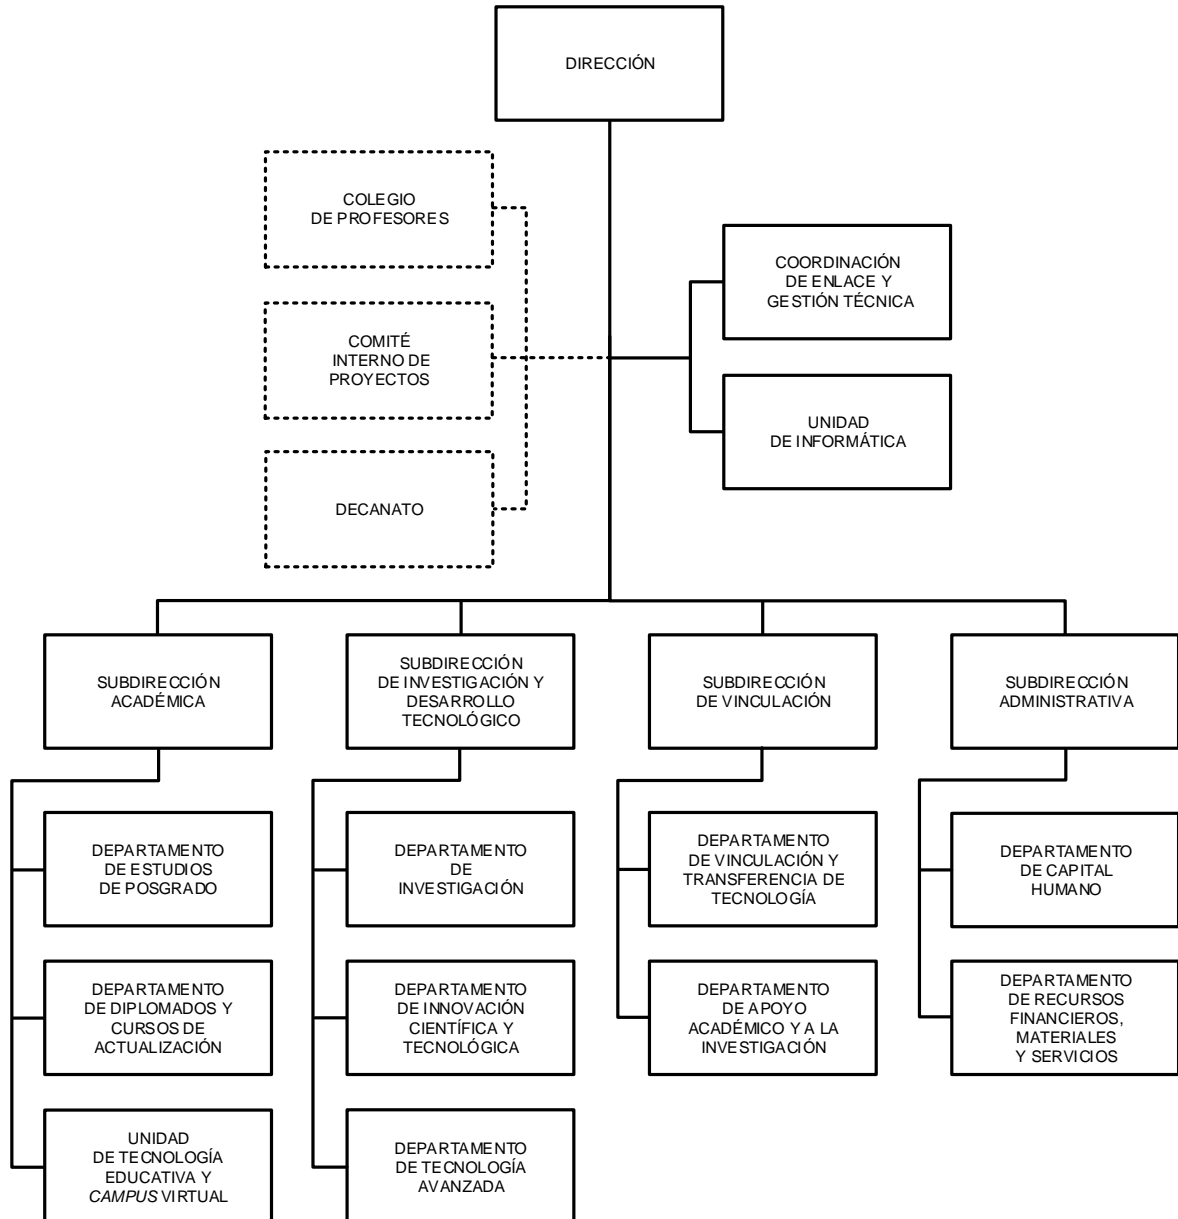 DIRECCIÓN
COLEGIO
DE PROFESORES
COORDINACIÓN
DE ENLACE Y
GESTIÓN TÉCNICA
COMITÉ
INTERNO DE
PROYECTOS
UNIDAD
DE INFORMÁTICA
DECANATO
SUBDIRECCIÓN
ACADÉMICA
SUBDIRECCIÓN
DE INVESTIGACIÓN Y
DESARROLLO
TECNOLÓGICO
SUBDIRECCIÓN
DE VINCULACIÓN
SUBDIRECCIÓN
ADMINISTRATIVA
DEPARTAMENTO
DE ESTUDIOS
DE POSGRADO
DEPARTAMENTO
DE
INVESTIGACIÓN
DEPARTAMENTO
DE VINCULACIÓN Y
TRANSFERENCIA DE
TECNOLOGÍA
DEPARTAMENTO
DE CAPITAL
HUMANO
DEPARTAMENTO
DE DIPLOMADOS Y
CURSOS DE
ACTUALIZACIÓN
DEPARTAMENTO
DE INNOVACIÓN
CIENTÍFICA Y
TECNOLÓGICA
DEPARTAMENTO
DE APOYO
ACADÉMICO Y A LA
INVESTIGACIÓN
DEPARTAMENTO
DE RECURSOS
FINANCIEROS,
MATERIALES
Y SERVICIOS
UNIDAD
DE TECNOLOGÍA
EDUCATIVA Y
CAMPUS VIRTUAL
DEPARTAMENTO
DE TECNOLOGÍA
AVANZADA